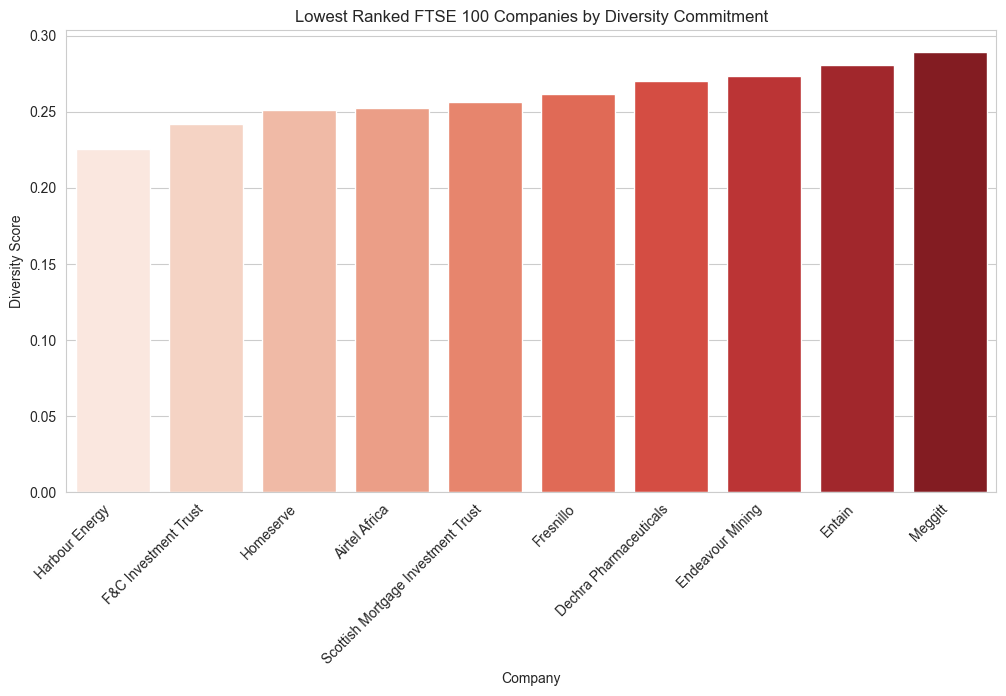 Lowest Ranked FTSE 100 Companies by Diversity Commitment
Diversity Score
0.30
0.25
0.20
0.15
0.10
0.05
0.00
Harbour Energy
F&C Investment Trust
Homeserve
Airtel Africa
Scottish Mortgage Investment Trust
Fresnillo
Dechra Pharmaceuticals
Endeavour Mining
Entain
Meggitt
Company